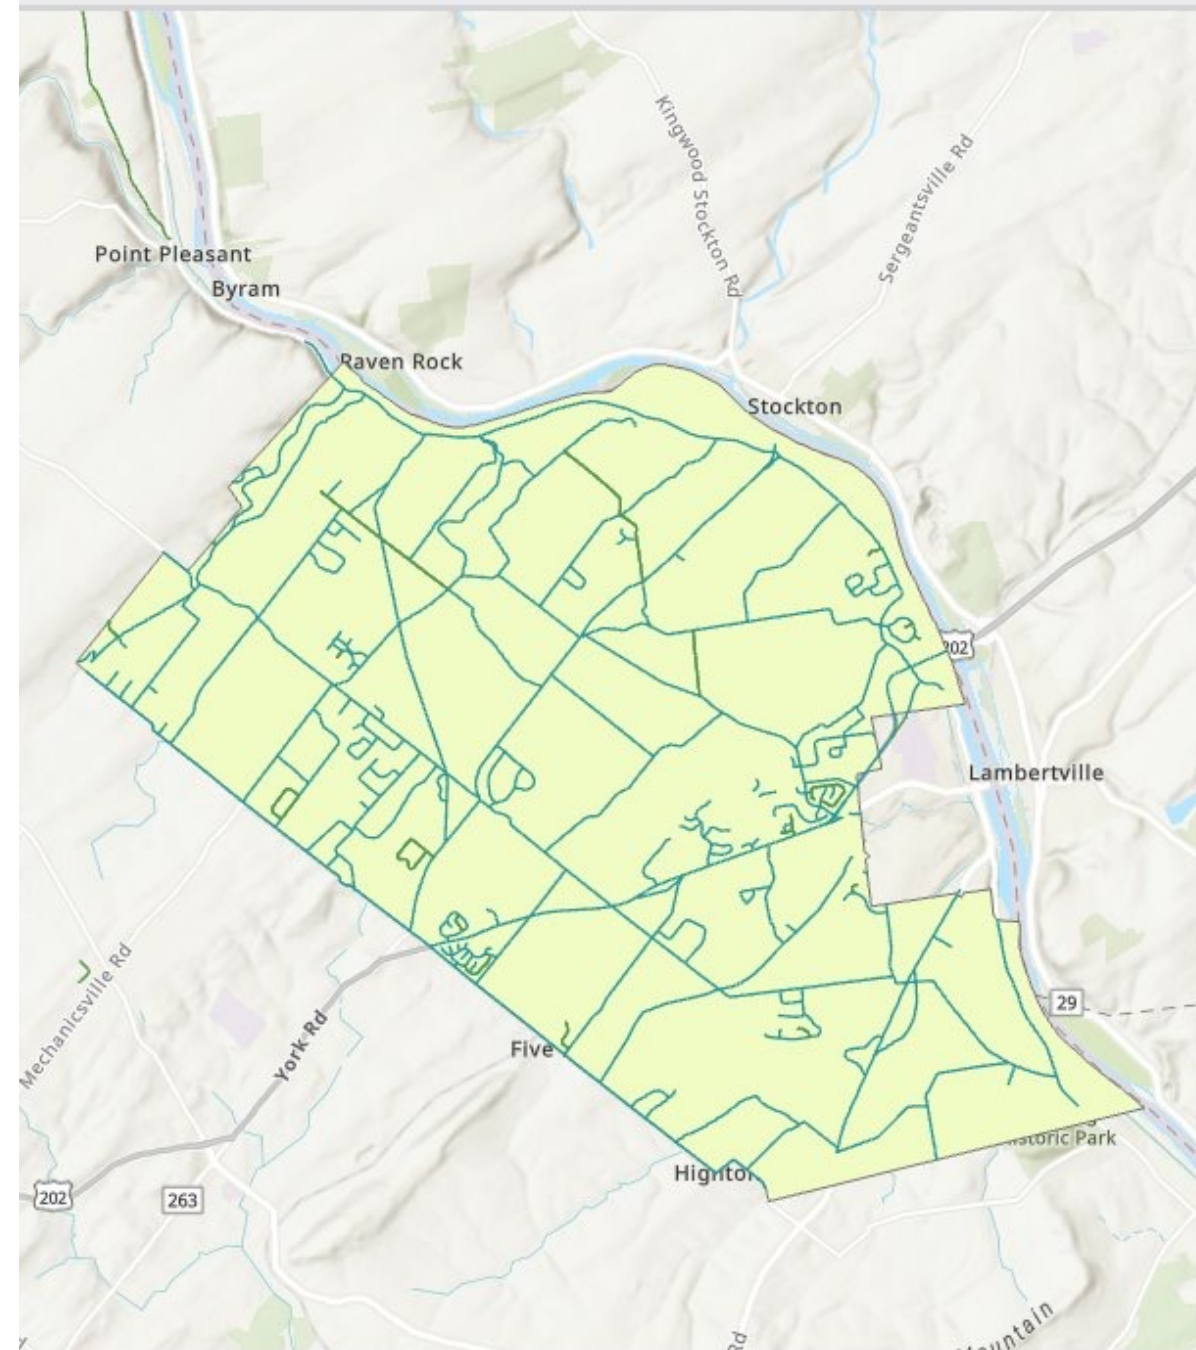 Kingwood Stockton Rd
Sergeantsville Rd
Point Pleasant
Byram
Raven Rock
Stockton
202
Lambertville
Mechanicsville Rd
York Rd
29
Five
Historic Park
Highton
202
263
Rd
Mountain